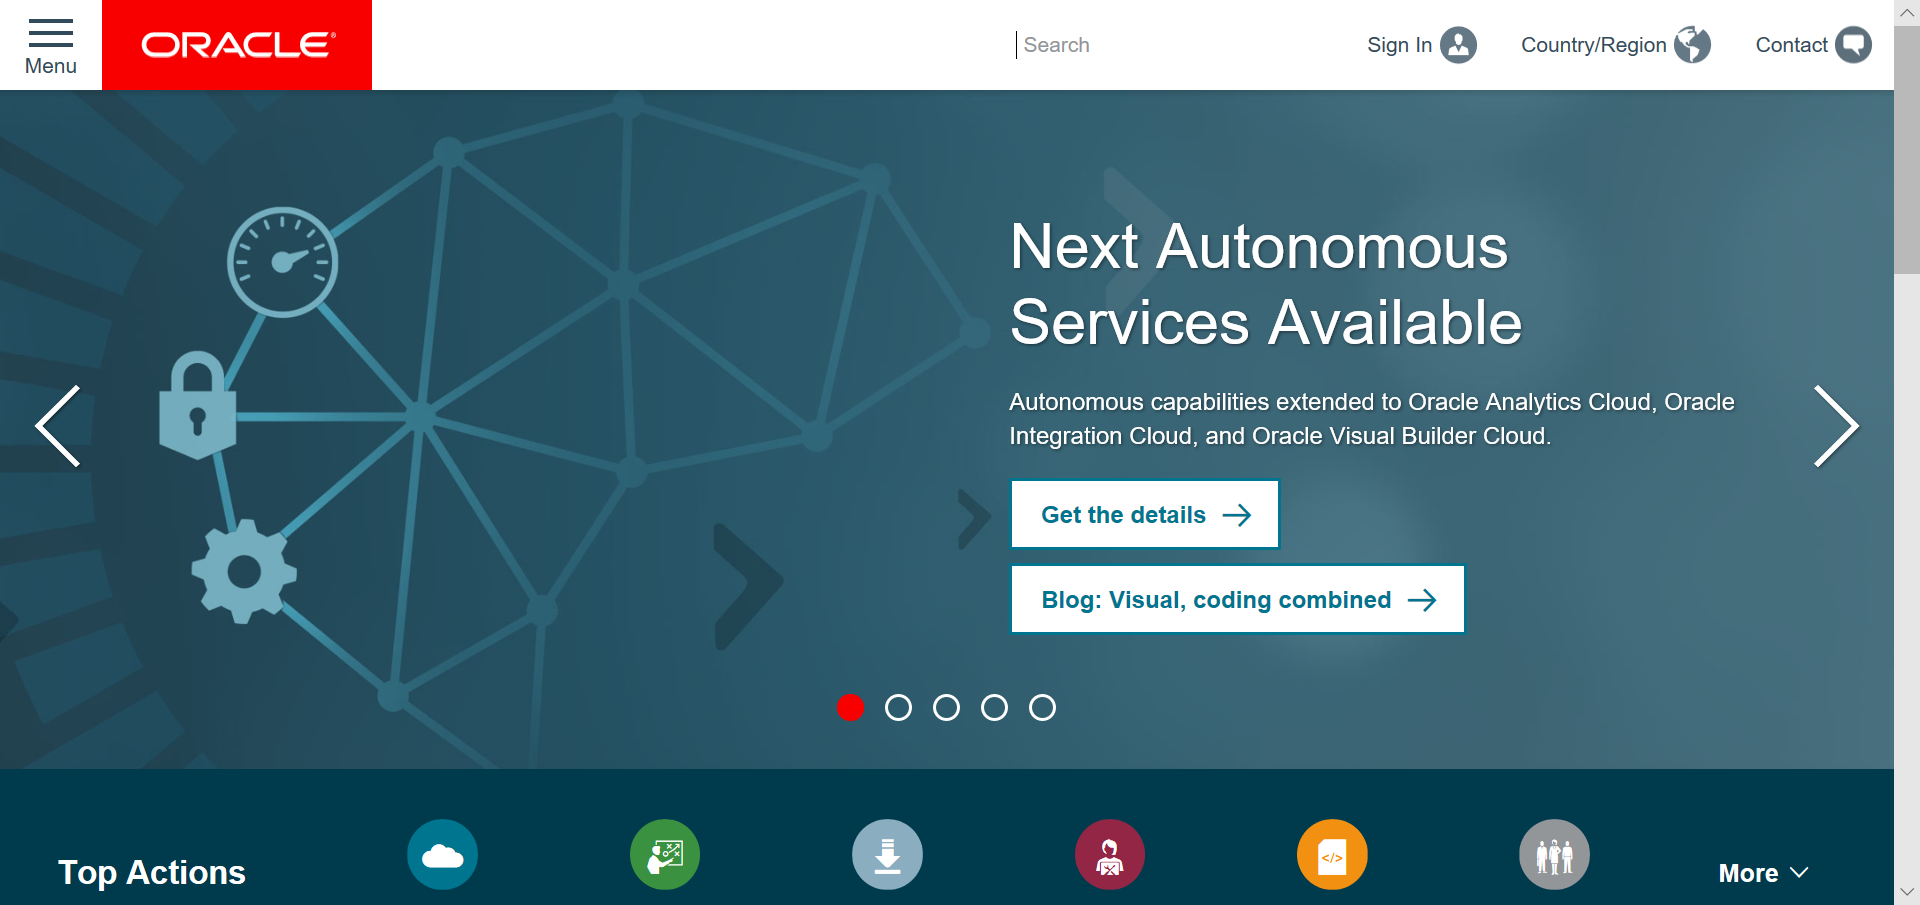 Menu
ORACLE®
Search
Sign In
Country/Region
Contact
Next Autonomous
Services Available
Autonomous capabilities extended to Oracle Analytics Cloud, Oracle
Integration Cloud, and Oracle Visual Builder Cloud.
Get the details
Blog: Visual, coding combined
Top Actions
</>
More